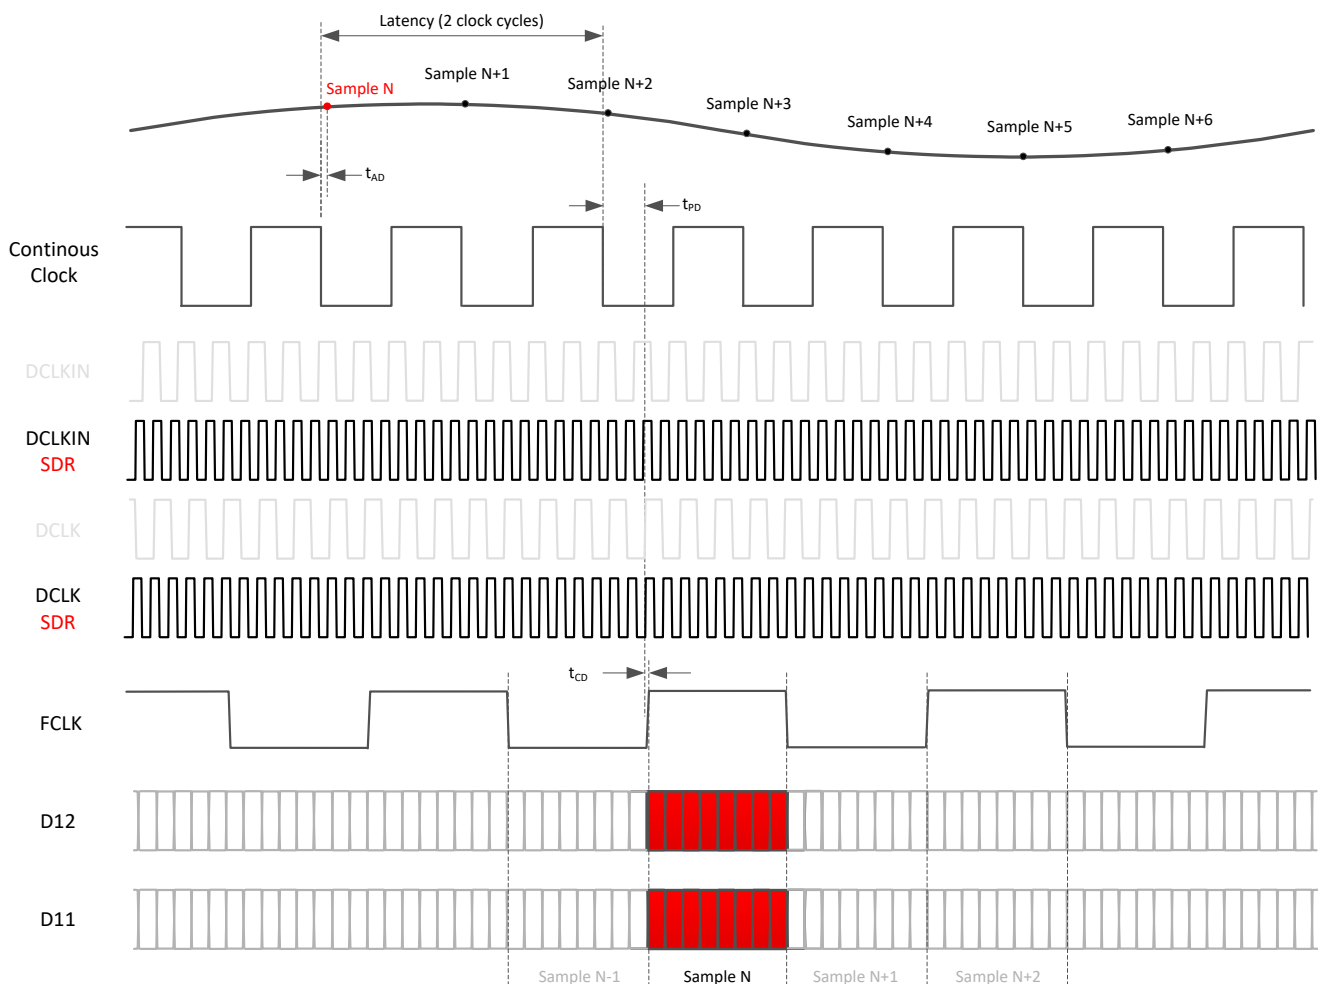 Latency (2 clock cycles)
Sample N
Sample N+1
Sample N+2
Sample N+3
Sample N+4
Sample N+5
Sample N+6
tAD
tPD
Continous
Clock
DCLKIN
DCLKIN
SDR
DCLK
DCLK
SDR
tCD
FCLK
D12
D11
Sample N-1
Sample N
Sample N+1
Sample N+2